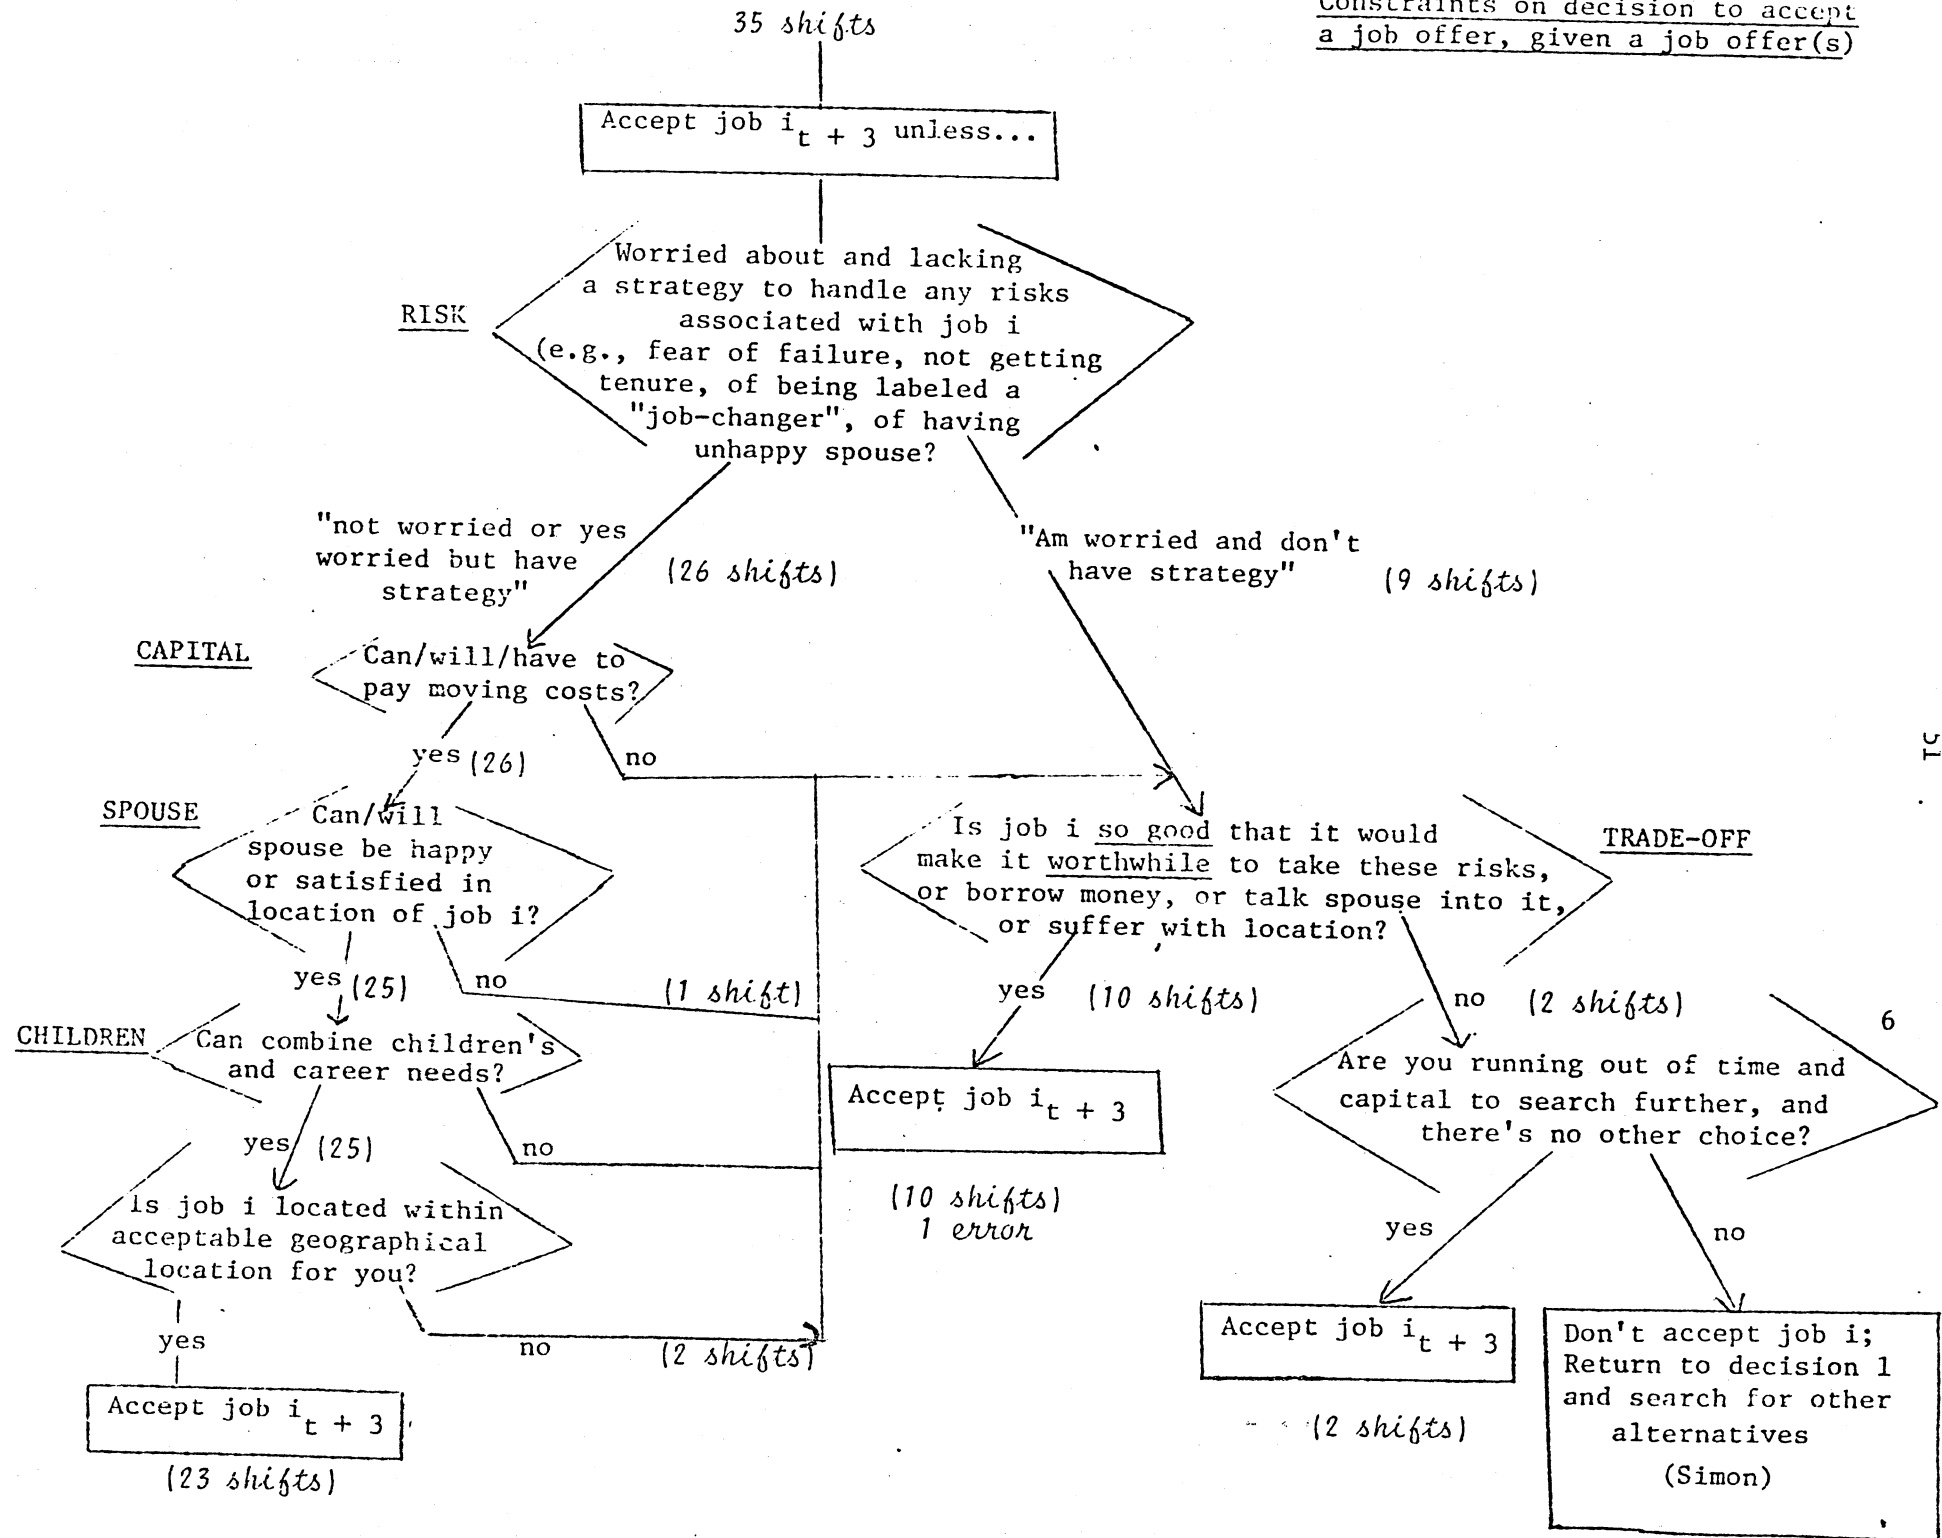 Constraints on decision to accept
a job offer, given a job offer(s)
35 shifts
Accept job i t + 3 unless...
RISK
Worried about and lacking
a strategy to handle any risks
associated with job i
(e.g., fear of failure, not getting
tenure, of being labeled a
"job-changer", of having
unhappy spouse?
"not worried or yes
worried but have
strategy"
(26 shifts)
"Am worried and don't
have strategy"
(9 shifts)
CAPITAL
Can/will/have to
pay moving costs?
yes (26)
no
51
SPOUSE
Can/will
spouse be happy
or satisfied in
location of job i?
yes (25)
no
(1 shift)
Is job i so good that it would
make it worthwhile to take these risks,
or borrow money, or talk spouse into it,
or suffer with location?
TRADE-OFF
yes (10 shifts)
no (2 shifts)
6
CHILDREN
Can combine children's
and career needs?
yes (25)
no
Accept job i t + 3
(10 shifts)
1 error
Are you running out of time and
capital to search further, and
there's no other choice?
yes
no
Is job i located within
acceptable geographical
location for you?
yes
no
(2 shifts)
Accept job i t + 3
(23 shifts)
Accept job i t + 3
(2 shifts)
Don't accept job i;
Return to decision 1
and search for other
alternatives
(Simon)